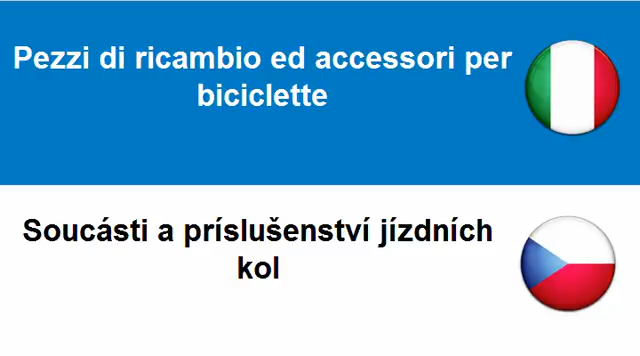 Pezzi di ricambio ed accessori per
biciclette
Soucásti a príslušenství jízdních
kol